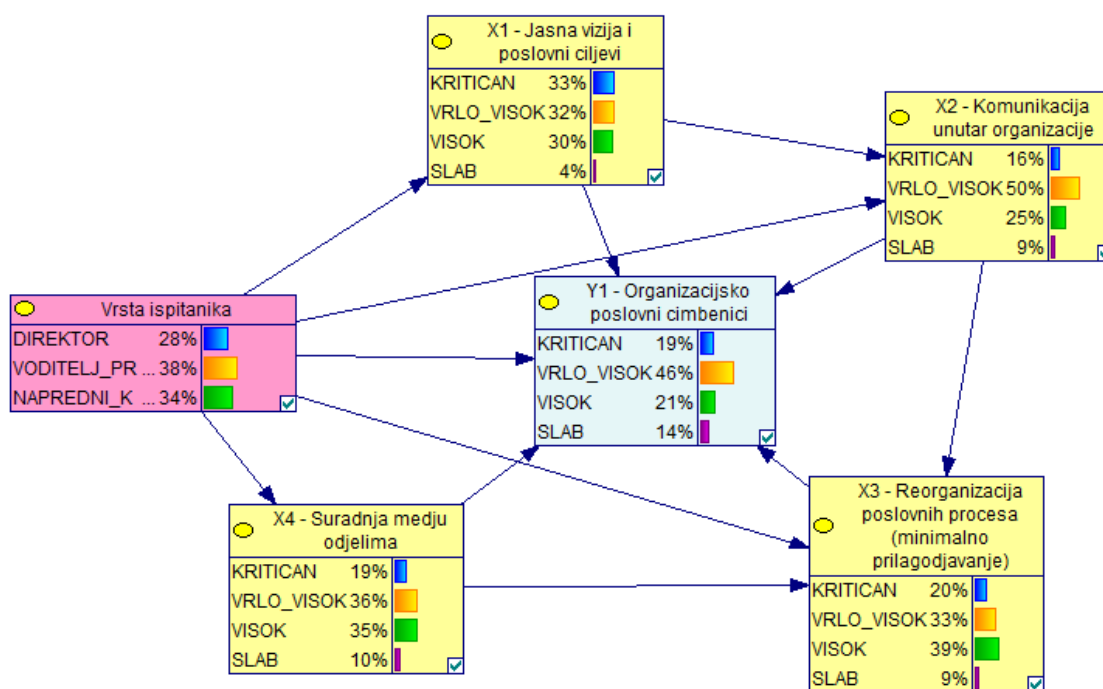 X1 - Jasna vizija i
poslovni ciljevi
KRITICAN 33%
VRLO_VISOK 32%
VISOK 30%
SLAB 4%
X2 - Komunikacija
unutar organizacije
KRITICAN 16%
VRLO_VISOK 50%
VISOK 25%
SLAB 9%
Vrsta ispitanika
DIREKTOR 28%
VODITELJ_PR ... 38%
NAPREDNI_K ... 34%
Y1 - Organizacijsko
poslovni cimbenici
KRITICAN 19%
VRLO_VISOK 46%
VISOK 21%
SLAB 14%
X4 - Suradnja medju
odjelima
KRITICAN 19%
VRLO_VISOK 36%
VISOK 35%
SLAB 10%
X3 - Reorganizacija
poslovnih procesa
(minimalno
prilagodjavanje)
KRITICAN 20%
VRLO_VISOK 33%
VISOK 39%
SLAB 9%